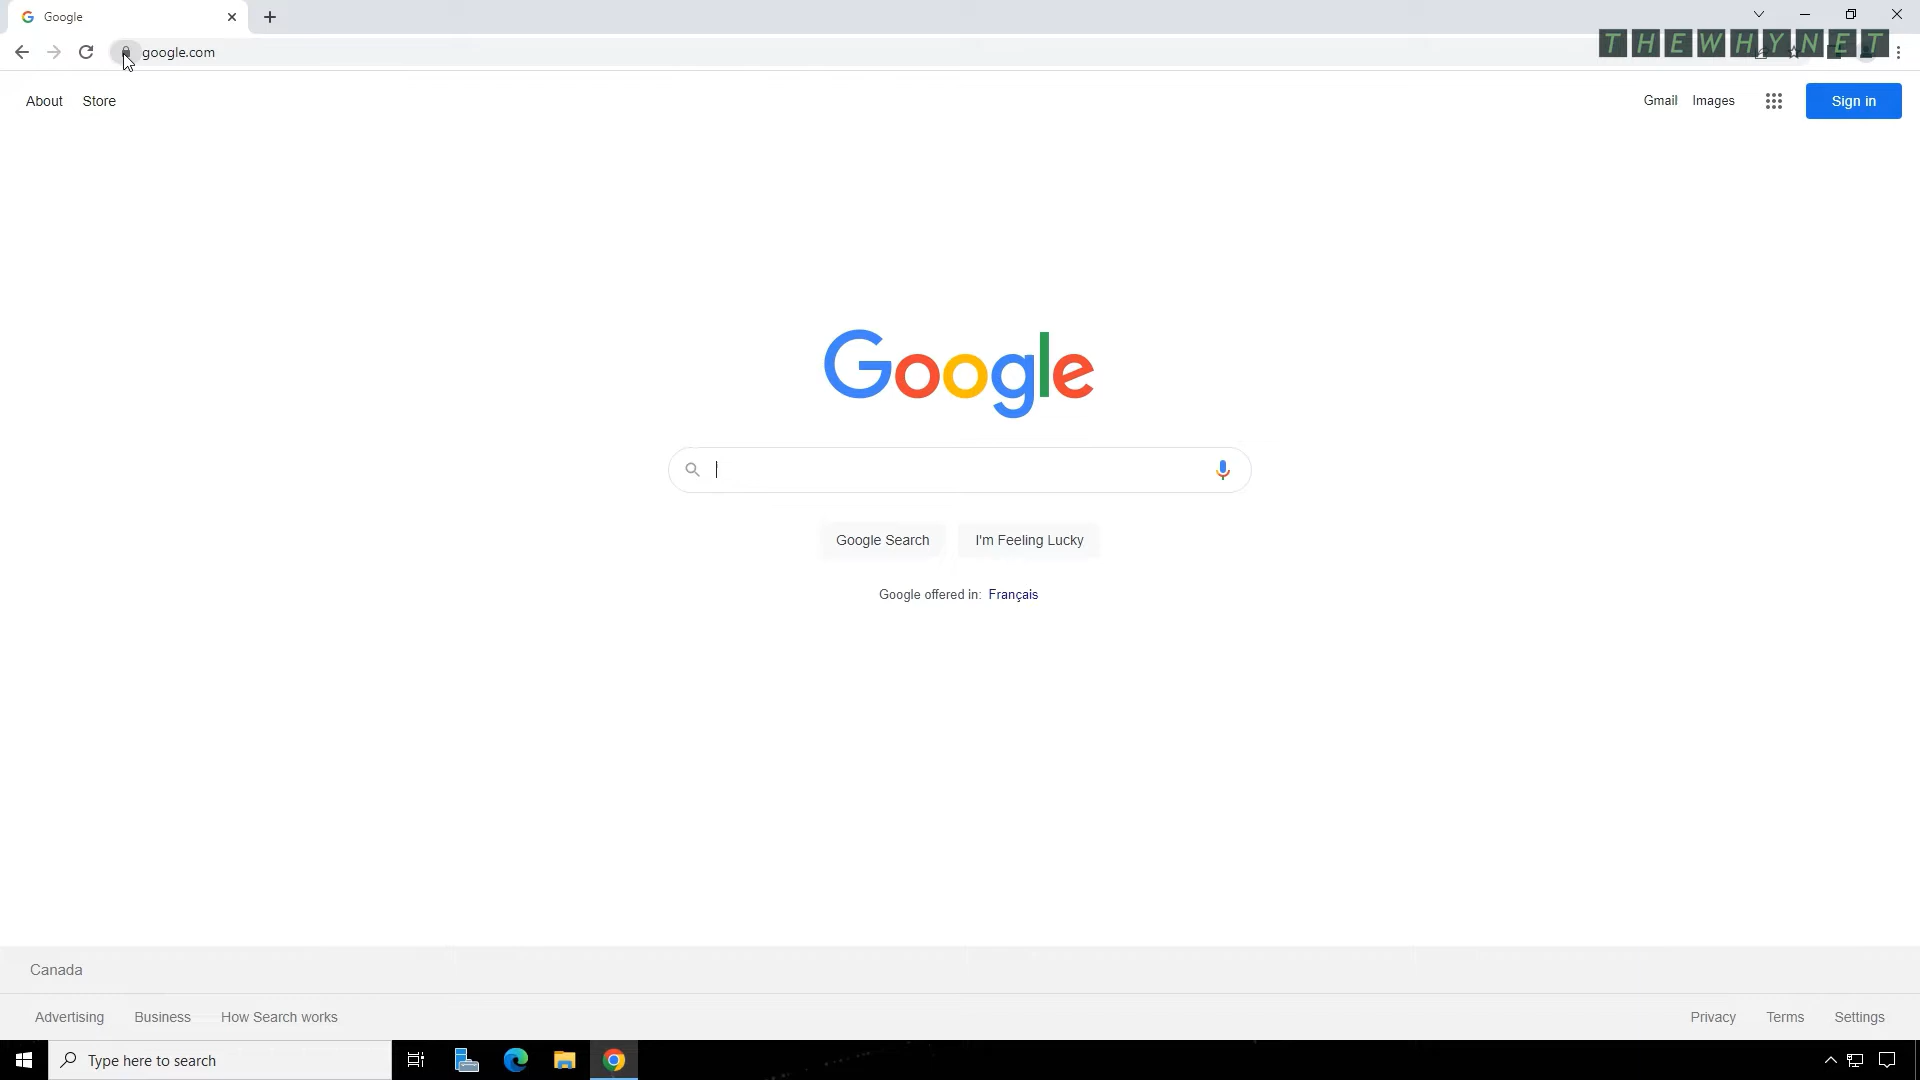 Google
google.com
THEWHYNET
About Store
Gmail Images Sign in
Google
Google Search I'm Feeling Lucky
Google offered in: Français
Canada
Advertising Business How Search works
Privacy Terms Settings
Type here to search